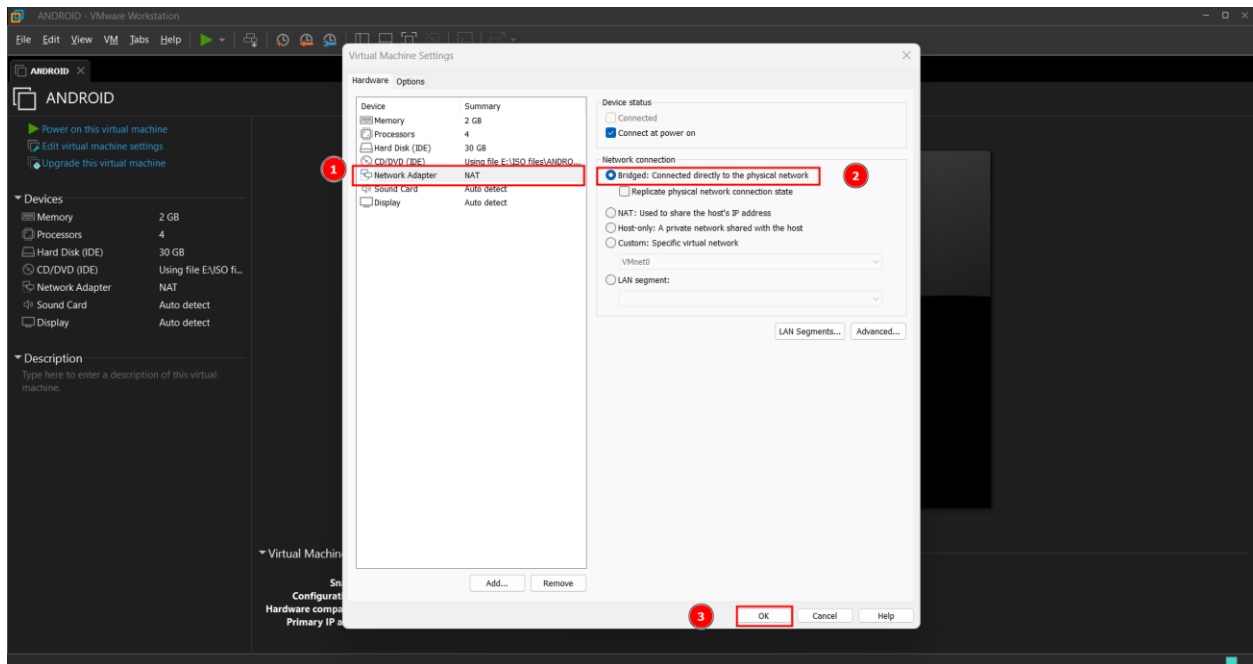 ANDROID - VMware Workstation
File Edit View VM Tabs Help
ANDROID
ANDROID
Power on this virtual machine
Edit virtual machine settings
Upgrade this virtual machine
Devices
Memory 2 GB
Processors 4
Hard Disk (IDE) 30 GB
CD/DVD (IDE) Using file E:\ISO fi...
Network Adapter NAT
Sound Card Auto detect
Display Auto detect
Description
Type here to enter a description of this virtual
machine.
Virtual Machin
Sn
Configurat
Hardware compa
Primary IP a
Virtual Machine Settings
Hardware Options
Device Summary
Memory 2 GB
Processors 4
Hard Disk (IDE) 30 GB
CD/DVD (IDE) Using file E:\ISO files\ANDRO...
1
Network Adapter NAT
Sound Card Auto detect
Display Auto detect
Add... Remove
Device status
Connected
Connect at power on
Network connection
Bridged: Connected directly to the physical network
2
Replicate physical network connection state
NAT: Used to share the host's IP address
Host-only: A private network shared with the host
Custom: Specific virtual network
VMnet0
LAN segment:
LAN Segments... Advanced...
3
OK Cancel Help